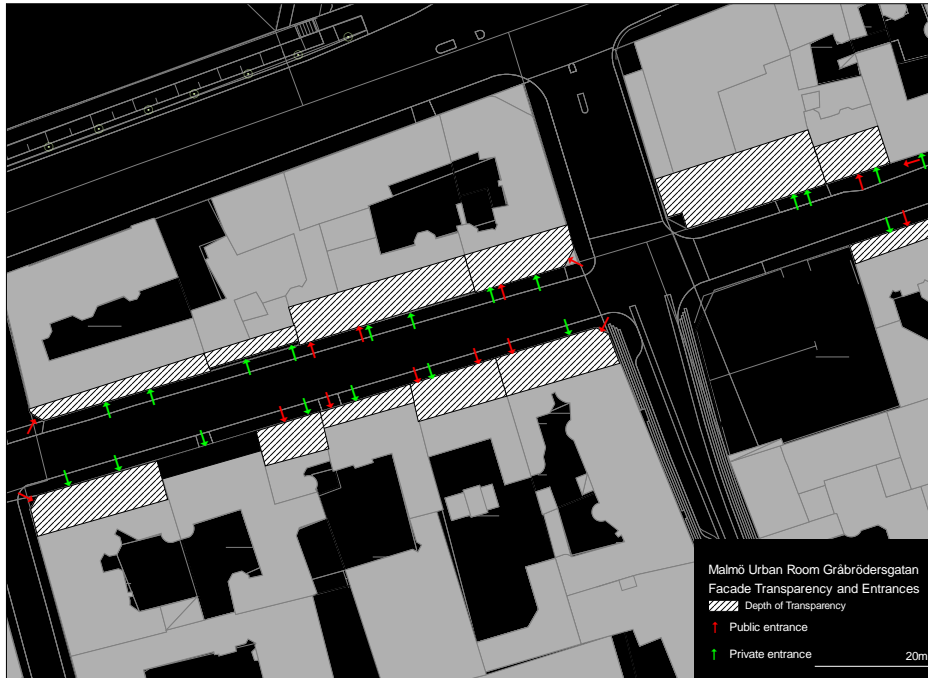 Malmö Urban Room Gråbrödersgatan
Facade Transparency and Entrances
Depth of Transparency
Public entrance
Private entrance
20m